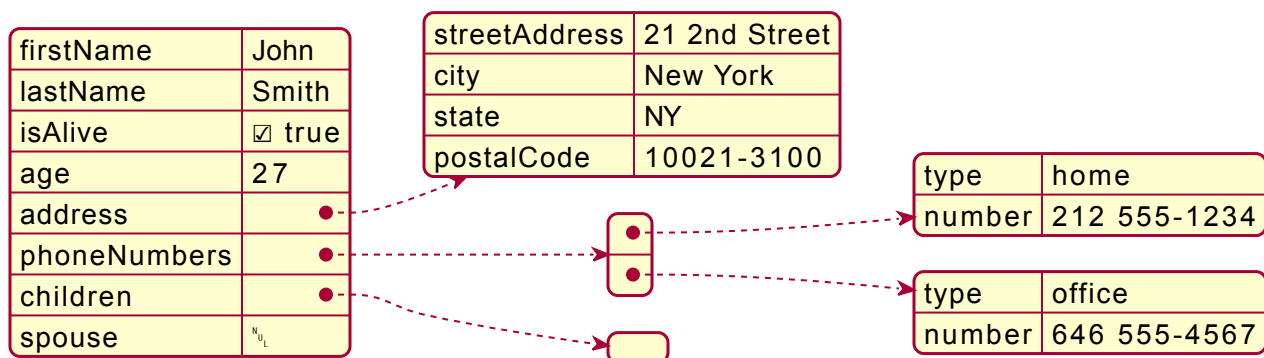 firstName John
lastName Smith
isAlive ☑ true
age 27
address
phoneNumbers
children
spouse ␀
streetAddress 21 2nd Street
city New York
state NY
postalCode 10021-3100
type home
number 212 555-1234
type office
number 646 555-4567